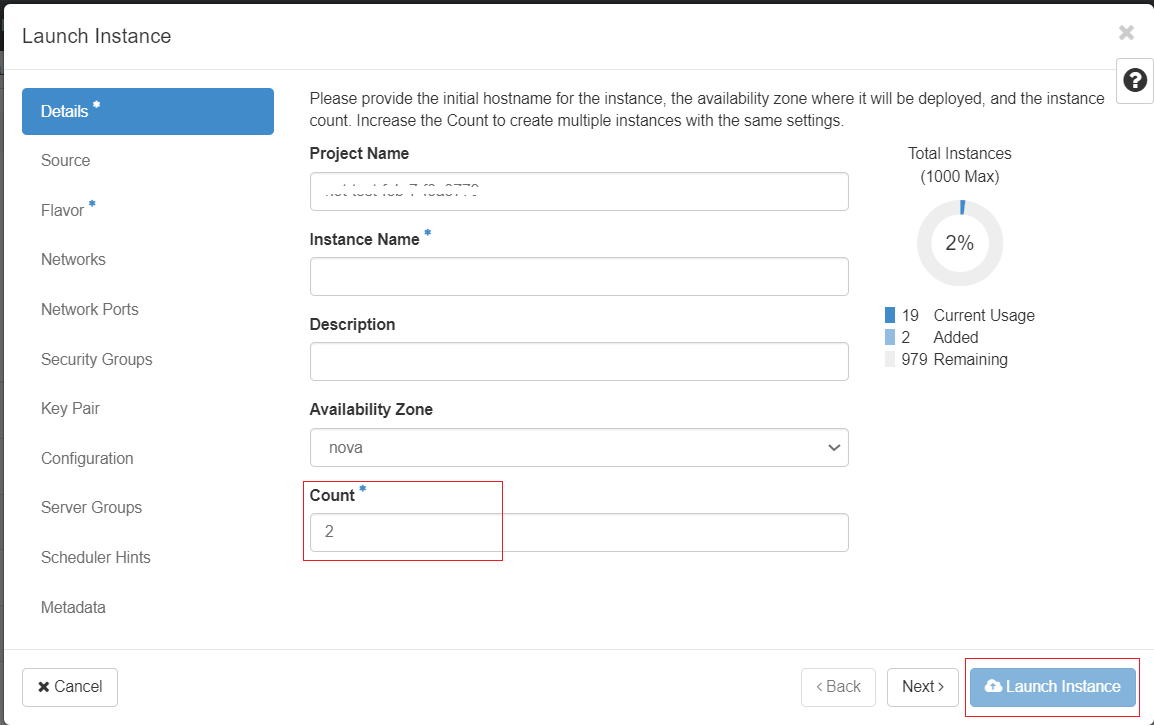 Launch Instance
Details *
Source
Flavor *
Networks
Network Ports
Security Groups
Key Pair
Configuration
Server Groups
Scheduler Hints
Metadata
Please provide the initial hostname for the instance, the availability zone where it will be deployed, and the instance
count. Increase the Count to create multiple instances with the same settings.
Project Name
Instance Name *
Description
Availability Zone
nova
Count *
2
Total Instances
(1000 Max)
2%
19 Current Usage
2 Added
979 Remaining
Cancel
Back
Next
Launch Instance